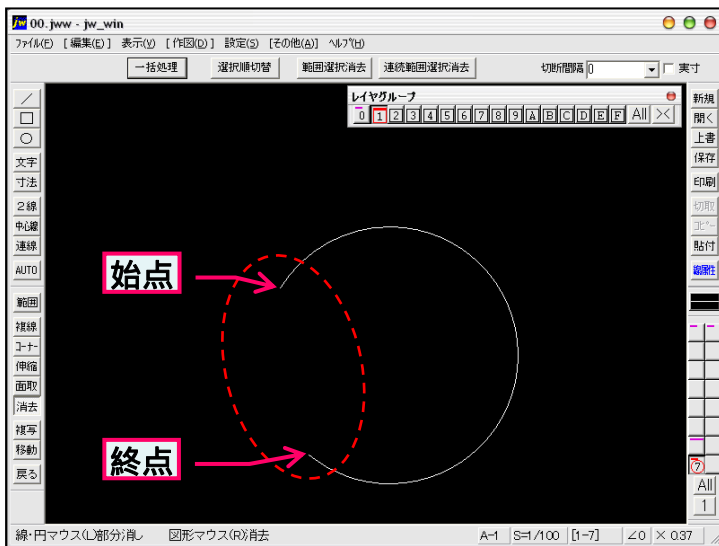 00.jww - jw_win
ファイル(F) [編集(E)] 表示(V) [作図(D)] 設定(S) [その他(A)] ヘルプ(H)
一括処理 選択順切替 範囲選択消去 連続範囲選択消去 切断間隔 0 実寸
レイヤグループ
0 1 2 3 4 5 6 7 8 9 A B C D E F All ><
／
□
○
文字
寸法
2線
中心線
連線
AUTO
範囲
複線
コーナー
伸縮
面取
消去
複写
移動
戻る
始点
終点
新規
開く
上書
保存
印刷
切取
コピー
貼付
線属性
7
All
1
線・円マウス(L)部分消し 図形マウス(R)消去 A-1 S=1/100 [1-7] ∠0 × 0.37